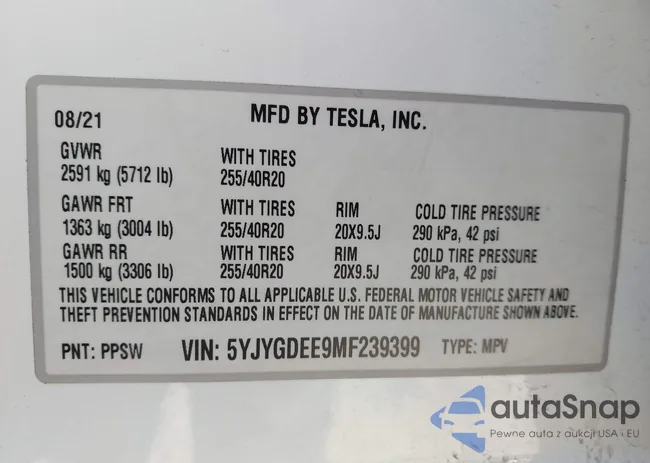 08/21 MFD BY TESLA, INC.
GVWR WITH TIRES
2591 kg (5712 lb) 255/40R20
GAWR FRT WITH TIRES RIM COLD TIRE PRESSURE
1363 kg (3004 lb) 255/40R20 20X9.5J 290 kPa, 42 psi
GAWR RR WITH TIRES RIM COLD TIRE PRESSURE
1500 kg (3306 lb) 255/40R20 20X9.5J 290 kPa, 42 psi
THIS VEHICLE CONFORMS TO ALL APPLICABLE U.S. FEDERAL MOTOR VEHICLE SAFETY AND
THEFT PREVENTION STANDARDS IN EFFECT ON THE DATE OF MANUFACTURE SHOWN ABOVE.
PNT: PPSW VIN: 5YJYGDEE9MF239399 TYPE: MPV
autaSnap
Pewne auta z aukcji USA i EU